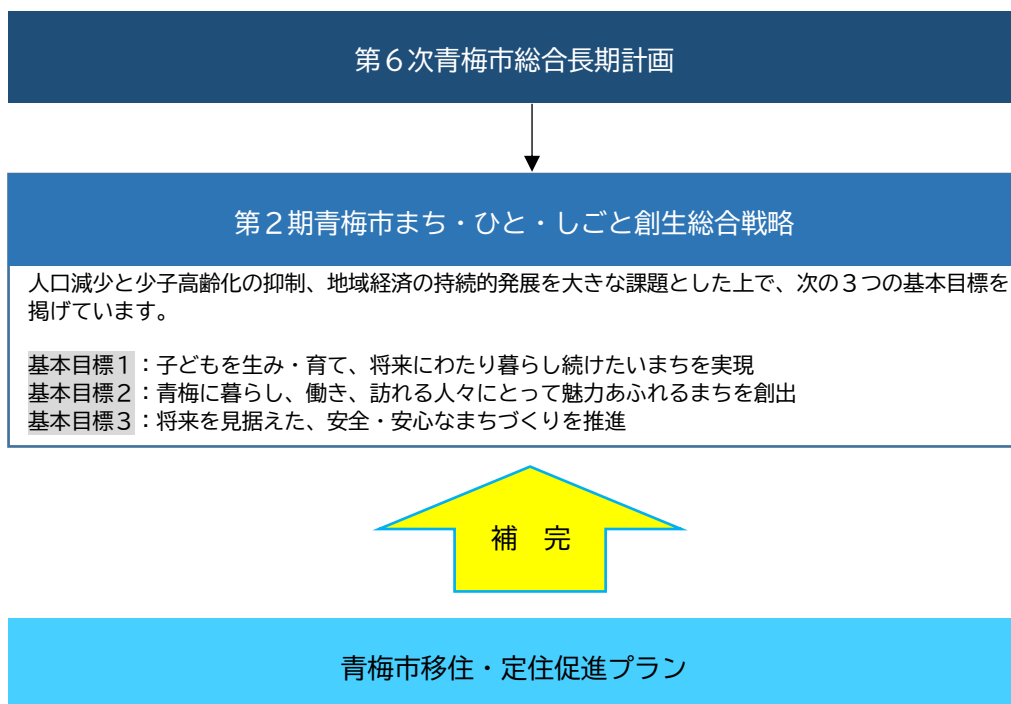 第６次青梅市総合長期計画
第２期青梅市まち・ひと・しごと創生総合戦略
人口減少と少子高齢化の抑制、地域経済の持続的発展を大きな課題とした上で、次の３つの基本目標を
掲げています。
基本目標１：子どもを生み・育て、将来にわたり暮らし続けたいまちを実現
基本目標２：青梅に暮らし、働き、訪れる人々にとって魅力あふれるまちを創出
基本目標３：将来を見据えた、安全・安心なまちづくりを推進
補　完
青梅市移住・定住促進プラン